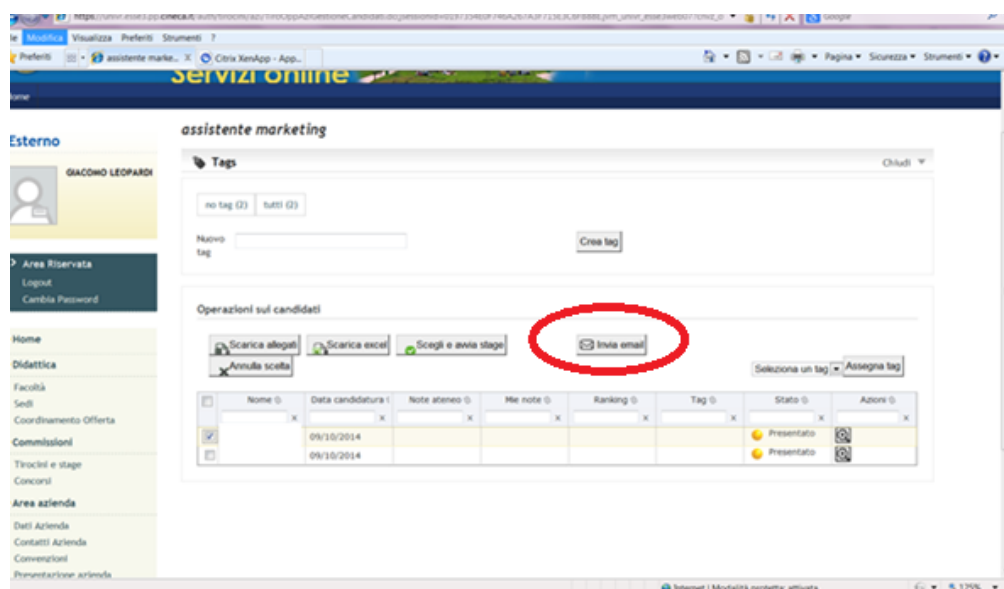 Modifica Visualizza Preferiti Strumenti ?
Google
Preferiti assistente marke... X Citrix XenApp - App... Pagina Sicurezza Strumenti
Servizi online
Home
Esterno
GIACOMO LEOPARDI
Area Riservata
Logout
Cambia Password
Home
Didattica
Facoltà
Sedi
Coordinamento Offerta
Commissioni
Tirocini e stage
Concorsi
Area azienda
Dati Azienda
Contatti Azienda
Convenzioni
Presentazione azienda
assistente marketing
Tags Chiudi
no tag (2) tutti (2)
Nuovo tag Crea tag
Operazioni sui candidati
Scarica allegati Scarica excel Scegli e avvia stage Invia email
Annulla scelta Seleziona un tag Assegna tag
Nome Data candidatura Note ateneo Mie note Ranking Tag Stato Azioni
x x x x x x x x
09/10/2014 Presentato
09/10/2014 Presentato
Internet | Modalità protetta: attivata 125%